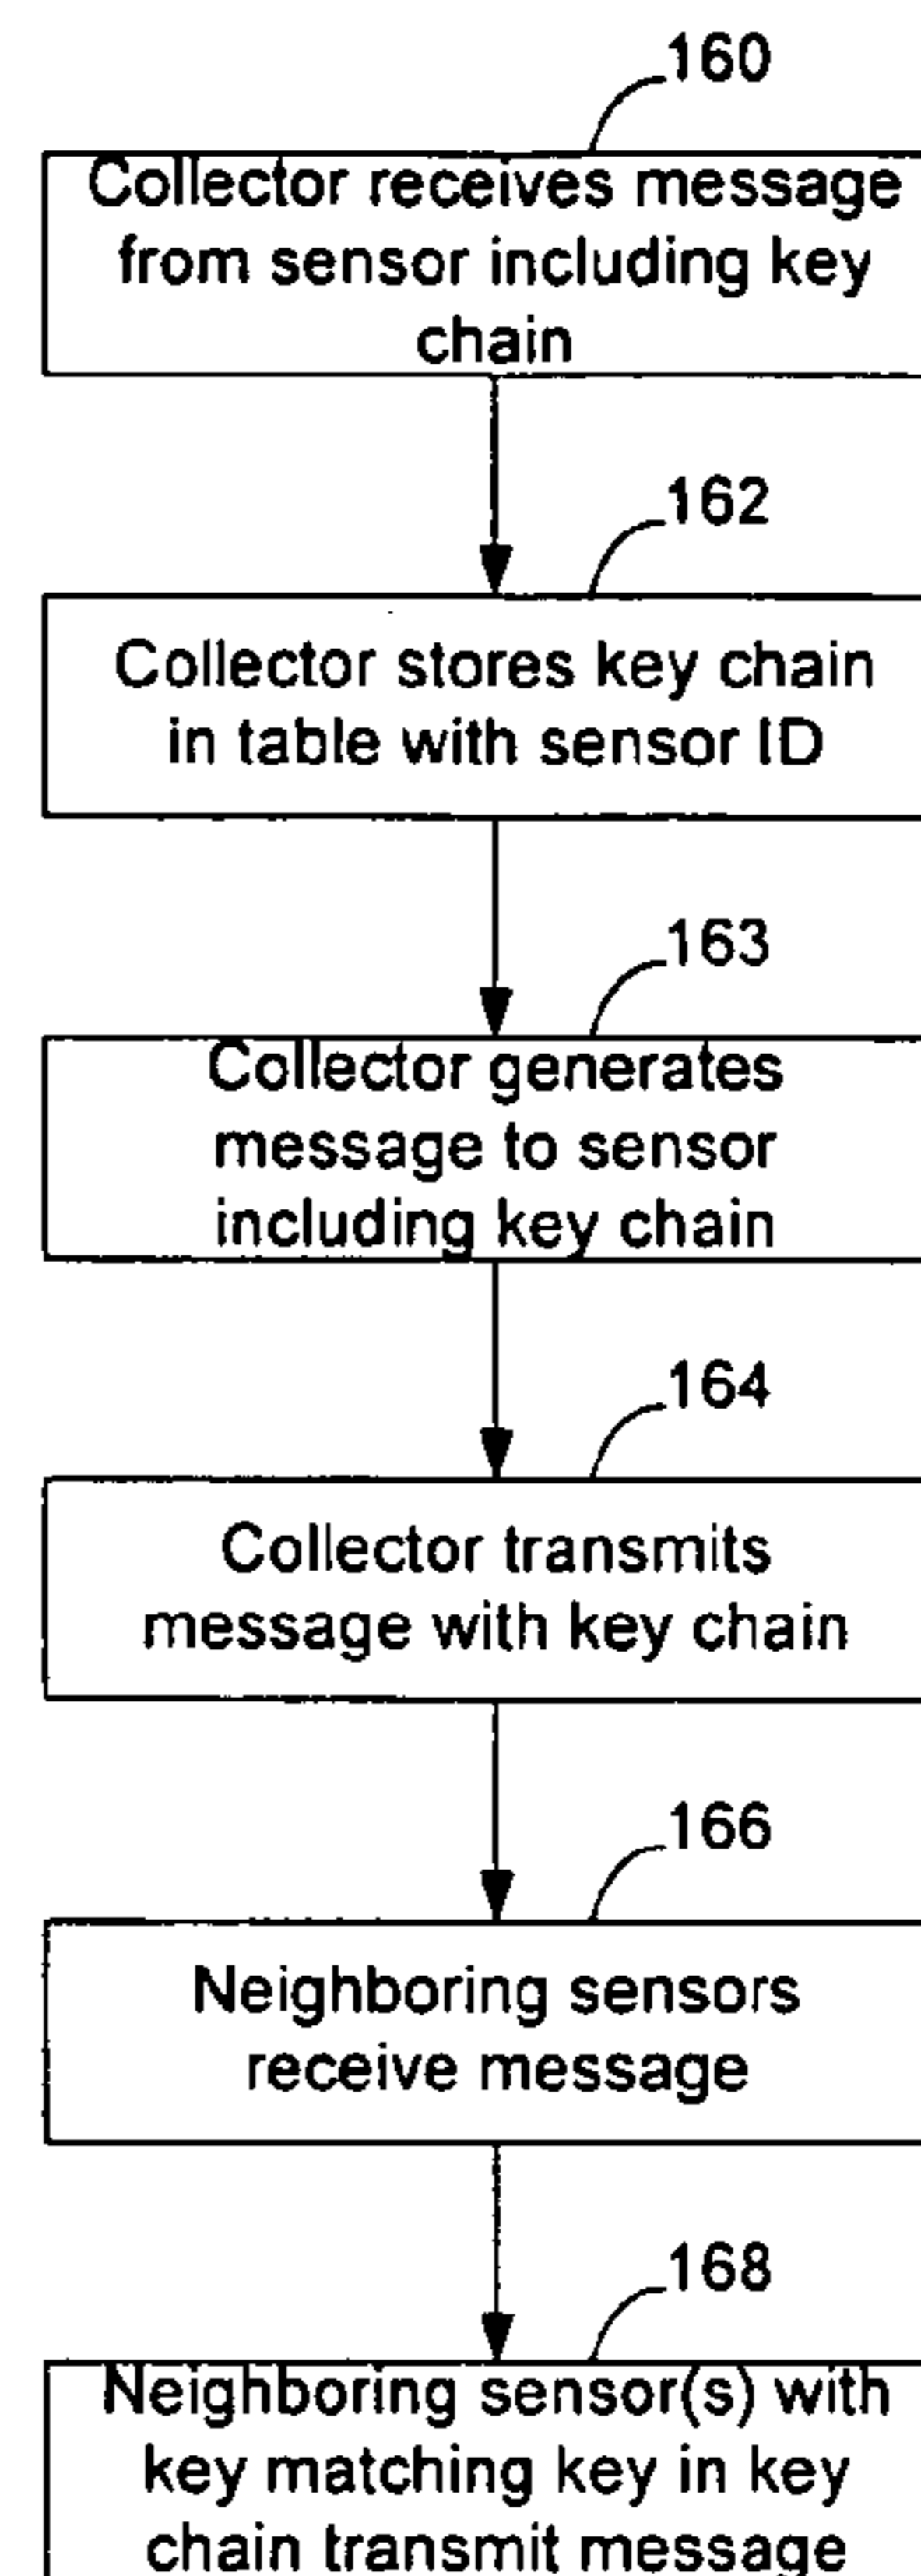 160
Collector receives message
from sensor including key
chain
162
Collector stores key chain
in table with sensor ID
163
Collector generates
message to sensor
including key chain
164
Collector transmits
message with key chain
166
Neighboring sensors
receive message
168
Neighboring sensor(s) with
key matching key in key
chain transmit message